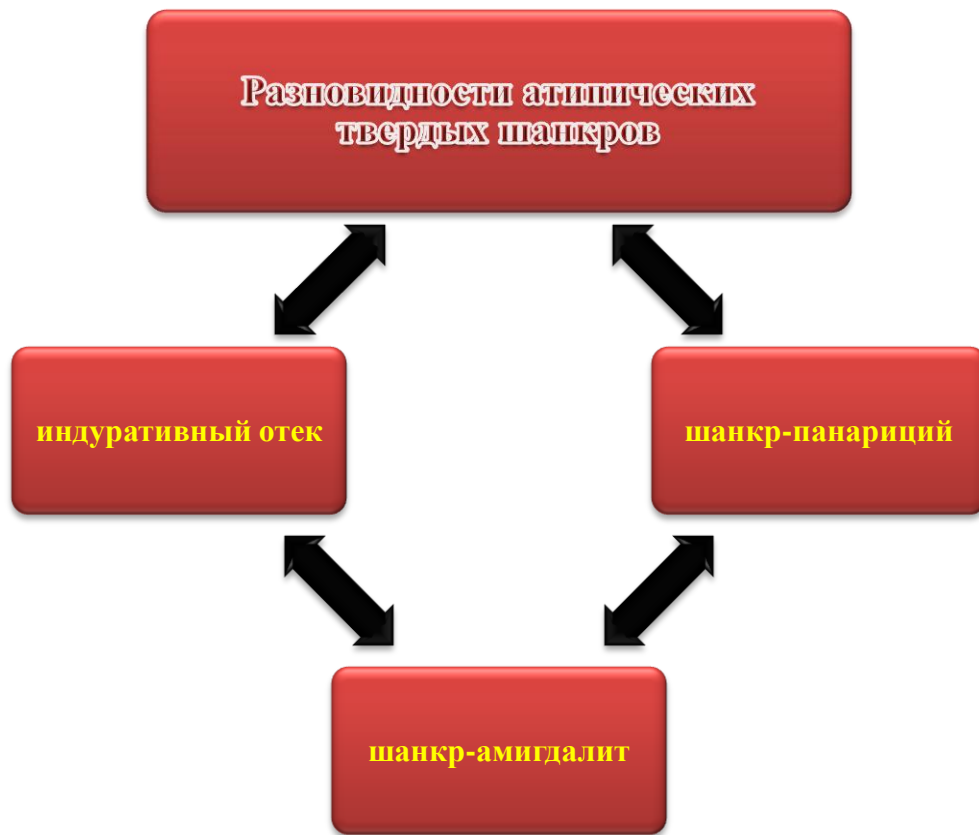 Разновидности атипических
твердых шанкров
индуративный отек
шанкр-панариций
шанкр-амигдалит